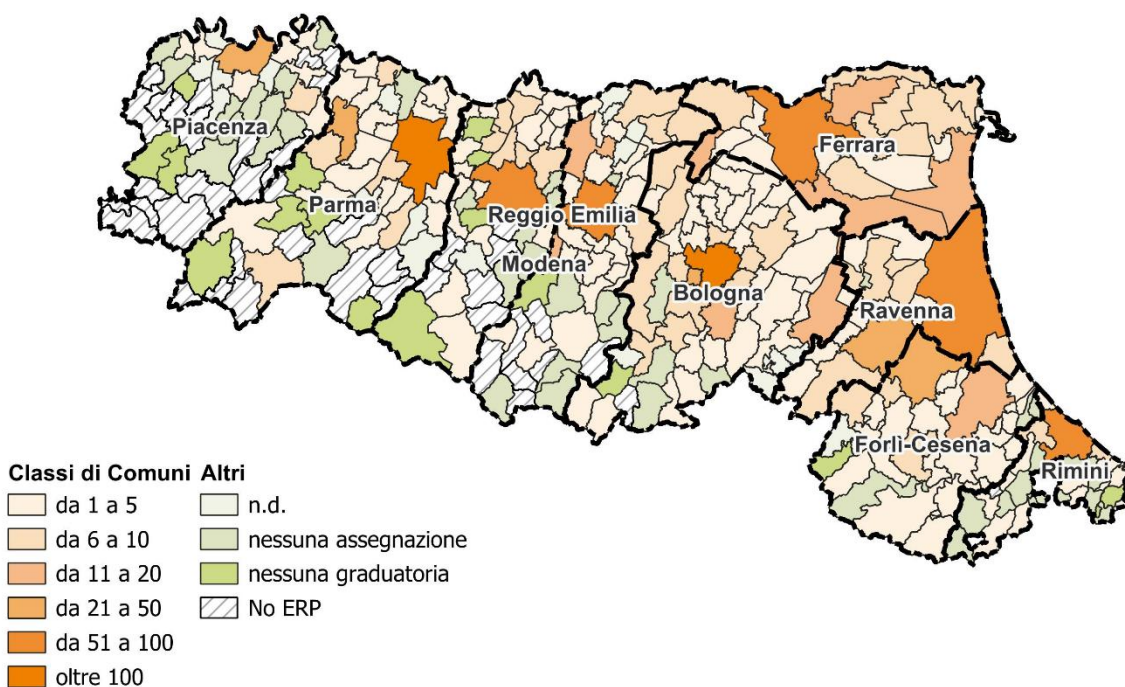 Piacenza
Parma
Reggio Emilia
Modena
Bologna
Ferrara
Ravenna
Forlì-Cesena
Rimini
Classi di Comuni Altri
da 1 a 5 n.d.
da 6 a 10 nessuna assegnazione
da 11 a 20 nessuna graduatoria
da 21 a 50 No ERP
da 51 a 100
oltre 100